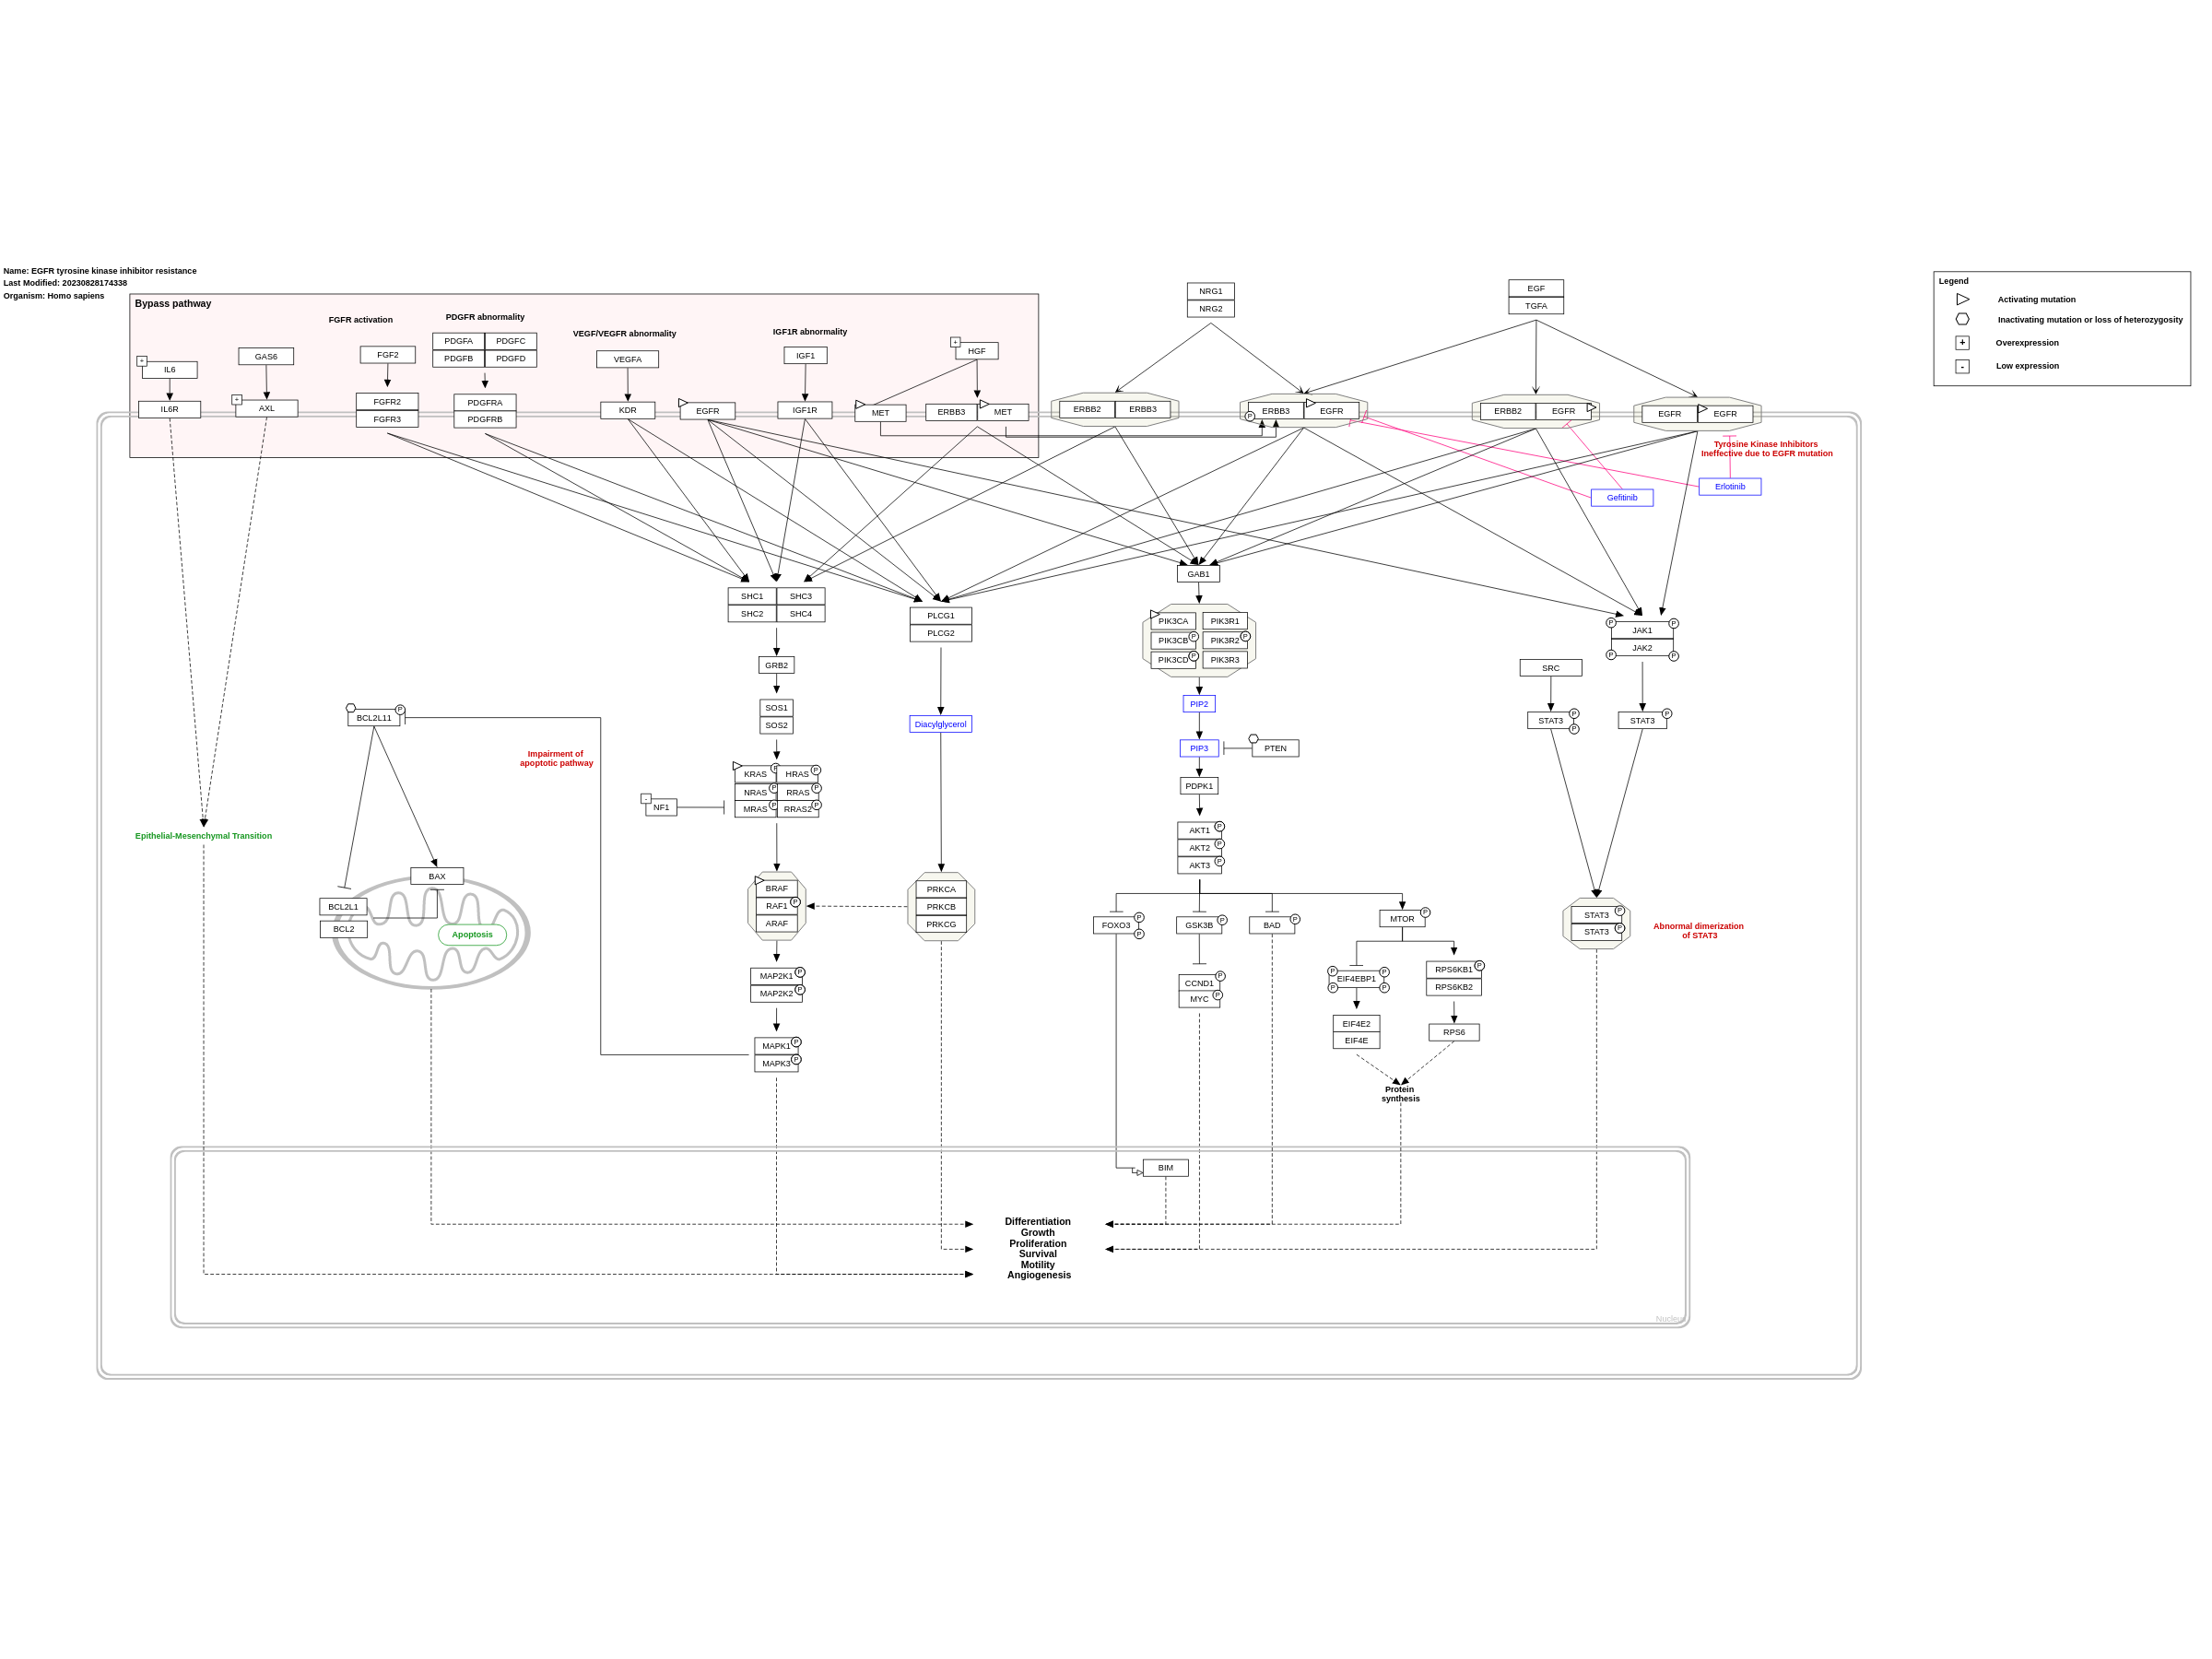 Name: EGFR tyrosine kinase inhibitor resistance
Last Modified: 20230828174338
Organism: Homo sapiens
Bypass pathway
FGFR activation
PDGFR abnormality
VEGF/VEGFR abnormality
IGF1R abnormality
IL6
+
GAS6
FGF2
PDGFA PDGFC
PDGFB PDGFD
VEGFA
IGF1
+
HGF
IL6R
+
AXL
FGFR2
FGFR3
PDGFRA
PDGFRB
KDR
EGFR
IGF1R
MET
ERBB3 MET
NRG1
NRG2
EGF
TGFA
ERBB2 ERBB3
ERBB3 EGFR
P
ERBB2 EGFR
EGFR EGFR
Tyrosine Kinase Inhibitors
Ineffective due to EGFR mutation
Gefitinib
Erlotinib
Legend
Activating mutation
Inactivating mutation or loss of heterozygosity
+ Overexpression
- Low expression
SHC1 SHC3
SHC2 SHC4
GRB2
SOS1
SOS2
KRAS P HRAS P
NRAS P RRAS P
MRAS P RRAS2 P
-
NF1
BRAF
RAF1 P
ARAF
MAP2K1 P
MAP2K2 P
MAPK1 P
MAPK3 P
PLCG1
PLCG2
Diacylglycerol
PRKCA
PRKCB
PRKCG
GAB1
PIK3CA PIK3R1
PIK3CB P PIK3R2 P
PIK3CD P PIK3R3
PIP2
PIP3
PTEN
PDPK1
AKT1 P
AKT2 P
AKT3 P
FOXO3 P P
GSK3B P
BAD P
MTOR P
CCND1 P
MYC P
P EIF4EBP1 P
P P
RPS6KB1 P
RPS6KB2
EIF4E2
EIF4E
RPS6
Protein
synthesis
P JAK1 P
P JAK2 P
SRC
STAT3 P P
STAT3 P
STAT3 P
STAT3 P
Abnormal dimerization
of STAT3
BCL2L11 P
Impairment of
apoptotic pathway
Epithelial-Mesenchymal Transition
BAX
BCL2L1
BCL2
Apoptosis
BIM
Differentiation
Growth
Proliferation
Survival
Motility
Angiogenesis